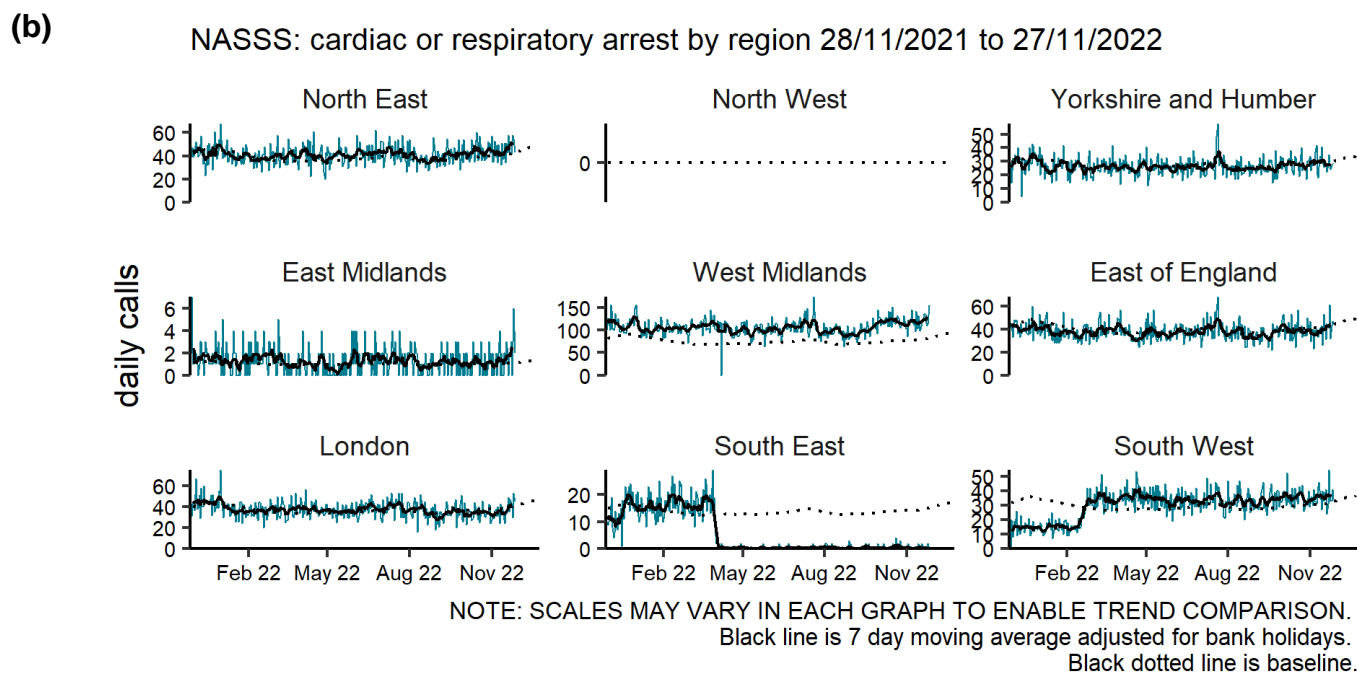 (b)
NASSS: cardiac or respiratory arrest by region 28/11/2021 to 27/11/2022
North East
North West
Yorkshire and Humber
60
40
20
0
0
50
40
30
20
10
0
daily calls
East Midlands
West Midlands
East of England
6
4
2
0
150
100
50
0
60
40
20
0
London
South East
South West
60
40
20
0
20
10
0
50
40
30
20
10
0
Feb 22 May 22 Aug 22 Nov 22
Feb 22 May 22 Aug 22 Nov 22
Feb 22 May 22 Aug 22 Nov 22
NOTE: SCALES MAY VARY IN EACH GRAPH TO ENABLE TREND COMPARISON.
Black line is 7 day moving average adjusted for bank holidays.
Black dotted line is baseline.